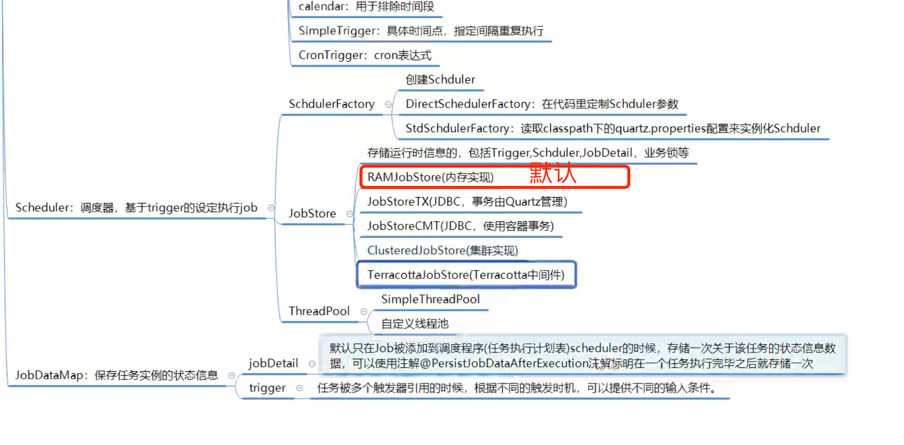 calendar：用于排除时间段
SimpleTrigger：具体时间点，指定间隔重复执行
CronTrigger：cron表达式
创建Schduler
SchdulerFactory
DirectSchedulerFactory：在代码里定制Schduler参数
StdSchdulerFactory：读取classpath下的quartz.properties配置来实例化Schduler
存储运行时信息的，包括Trigger,Schduler,JobDetail，业务锁等
RAMJobStore(内存实现)
默认
Scheduler：调度器，基于trigger的设定执行job
JobStore
JobStoreTX(JDBC，事务由Quartz管理)
JobStoreCMT(JDBC，使用容器事务)
ClusteredJobStore(集群实现)
TerracottaJobStore(Terracotta中间件)
ThreadPool
SimpleThreadPool
自定义线程池
JobDataMap：保存任务实例的状态信息
jobDetail
默认只在Job被添加到调度程序(任务执行计划表)scheduler的时候，存储一次关于该任务的状态信息数
据，可以使用注解@PersistJobDataAfterExecution注解标明在一个任务执行完毕之后就存储一次
trigger
任务被多个触发器引用的时候，根据不同的触发时机，可以提供不同的输入条件。